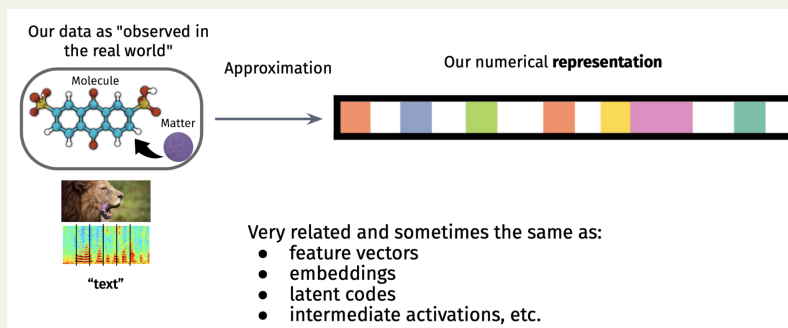 Our data as "observed in
the real world"
Molecule
Matter
“text”
Approximation
Our numerical representation
Very related and sometimes the same as:
● feature vectors
● embeddings
● latent codes
● intermediate activations, etc.